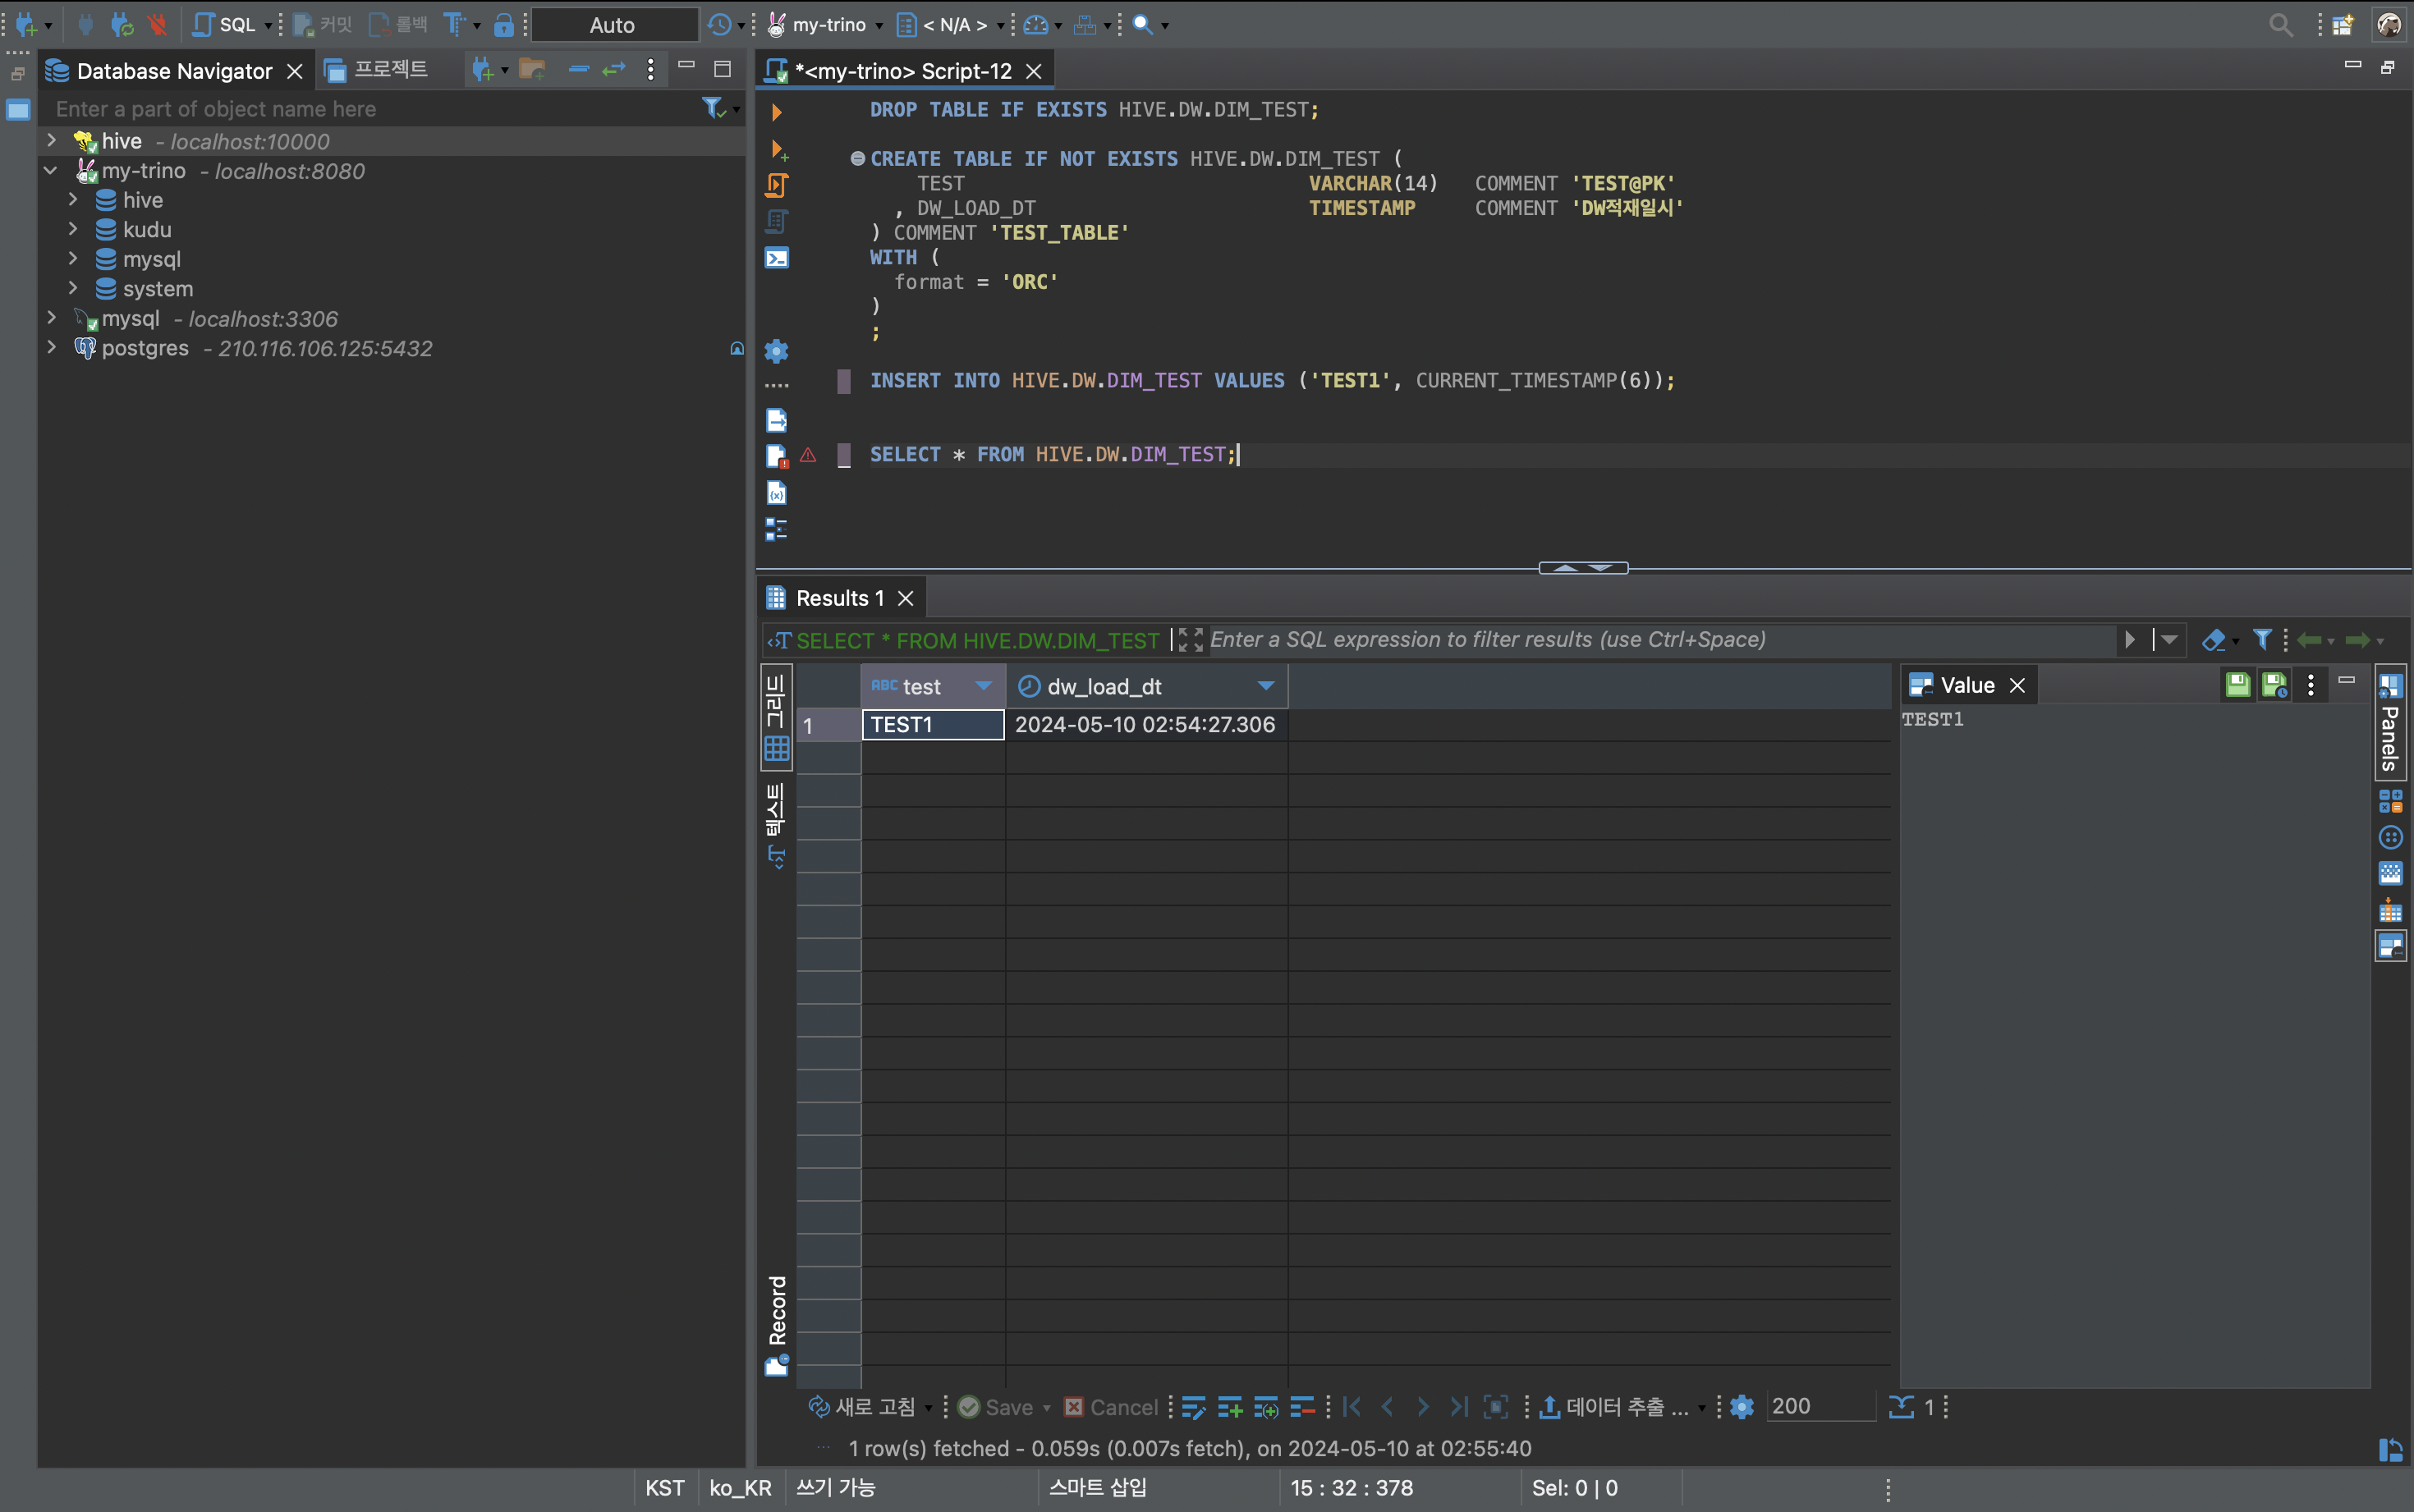 SQL
커밋
롤백
Auto
my-trino
< N/A >
Database Navigator
프로젝트
*<my-trino> Script-12
Enter a part of object name here
hive - localhost:10000
my-trino - localhost:8080
hive
kudu
mysql
system
mysql - localhost:3306
postgres - 210.116.106.125:5432
DROP TABLE IF EXISTS HIVE.DW.DIM_TEST;
CREATE TABLE IF NOT EXISTS HIVE.DW.DIM_TEST (
TEST VARCHAR(14) COMMENT 'TEST@PK'
, DW_LOAD_DT TIMESTAMP COMMENT 'DW적재일시'
) COMMENT 'TEST_TABLE'
WITH (
format = 'ORC'
)
;
INSERT INTO HIVE.DW.DIM_TEST VALUES ('TEST1', CURRENT_TIMESTAMP(6));
SELECT * FROM HIVE.DW.DIM_TEST;
Results 1
SELECT * FROM HIVE.DW.DIM_TEST
Enter a SQL expression to filter results (use Ctrl+Space)
그리드
텍스트
Record
ABC test
dw_load_dt
1
TEST1
2024-05-10 02:54:27.306
Value
TEST1
Panels
새로 고침
Save
Cancel
데이터 추출 ...
200
1
1 row(s) fetched - 0.059s (0.007s fetch), on 2024-05-10 at 02:55:40
KST
ko_KR
쓰기 가능
스마트 삽입
15 : 32 : 378
Sel: 0 | 0